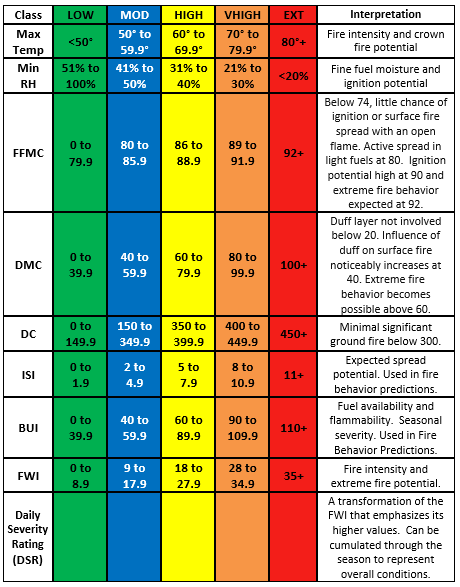 Class LOW MOD HIGH VHIGH EXT Interpretation
Max Temp <50° 50° to 59.9° 60° to 69.9° 70° to 79.9° 80°+ Fire intensity and crown fire potential
Min RH 51% to 100% 41% to 50% 31% to 40% 21% to 30% <20% Fine fuel moisture and ignition potential
FFMC 0 to 79.9 80 to 85.9 86 to 88.9 89 to 91.9 92+ Below 74, little chance of ignition or surface fire spread with an open flame. Active spread in light fuels at 80. Ignition potential high at 90 and extreme fire behavior expected at 92.
DMC 0 to 39.9 40 to 59.9 60 to 79.9 80 to 99.9 100+ Duff layer not involved below 20. Influence of duff on surface fire noticeably increases at 40. Extreme fire behavior becomes possible above 60.
DC 0 to 149.9 150 to 349.9 350 to 399.9 400 to 449.9 450+ Minimal significant ground fire below 300.
ISI 0 to 1.9 2 to 4.9 5 to 7.9 8 to 10.9 11+ Expected spread potential. Used in fire behavior predictions.
BUI 0 to 39.9 40 to 59.9 60 to 89.9 90 to 109.9 110+ Fuel availability and flammability. Seasonal severity. Used in Fire Behavior Predictions.
FWI 0 to 8.9 9 to 17.9 18 to 27.9 28 to 34.9 35+ Fire intensity and extreme fire potential.
Daily Severity Rating (DSR) A transformation of the FWI that emphasizes its higher values. Can be cumulated through the season to represent overall conditions.